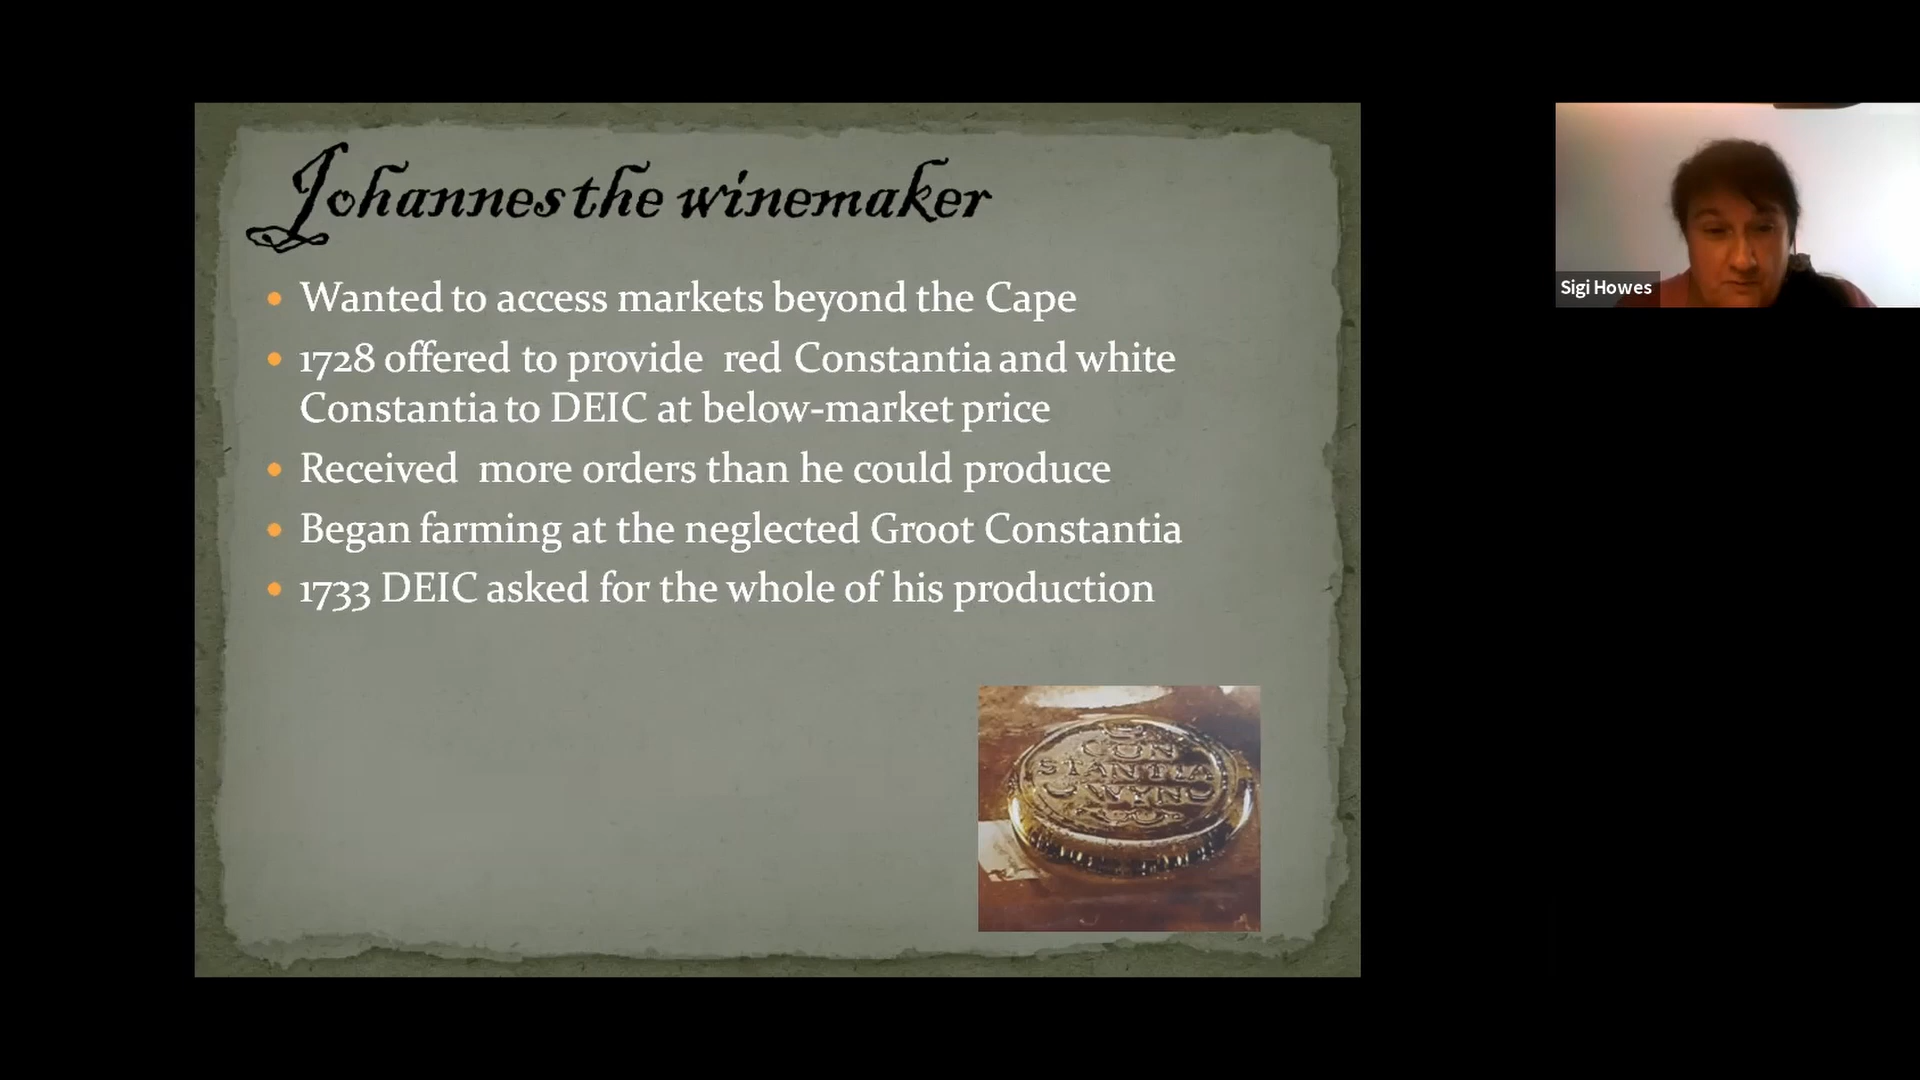 Johannes the winemaker
Wanted to access markets beyond the Cape
1728 offered to provide red Constantia and white
Constantia to DEIC at below-market price
Received more orders than he could produce
Began farming at the neglected Groot Constantia
1733 DEIC asked for the whole of his production
CON
STANTIA
WYN
Sigi Howes